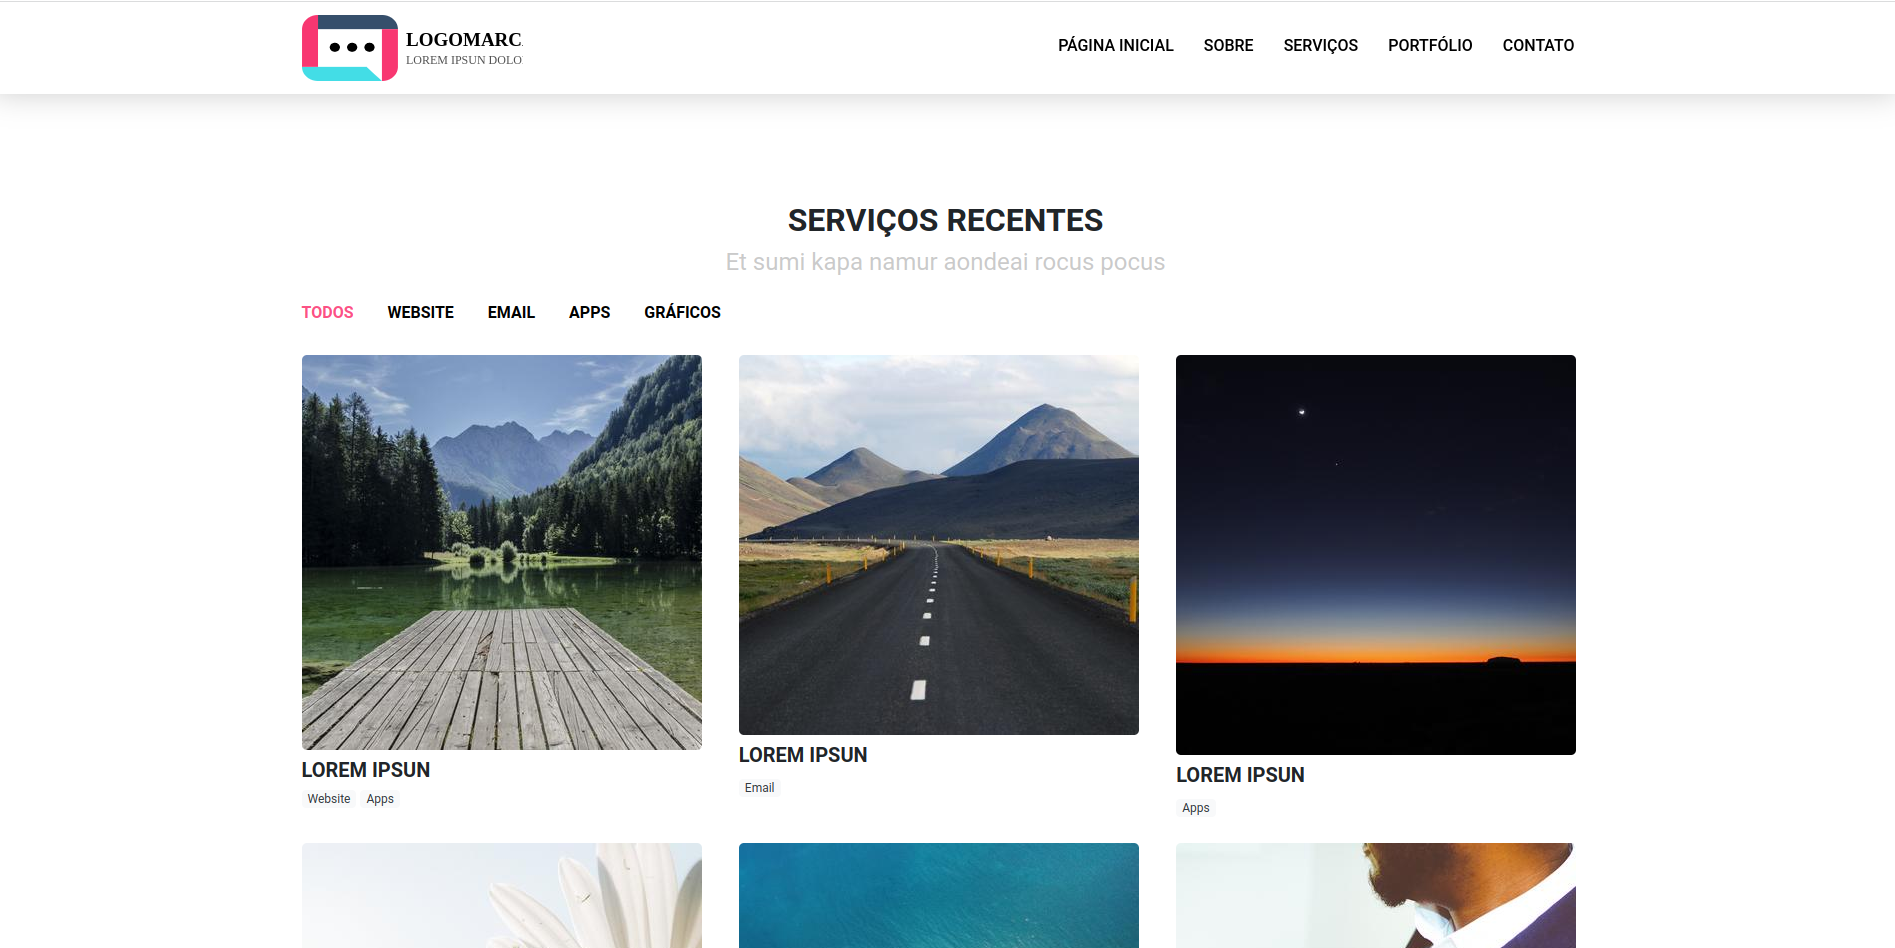 LOGOMARC
LOREM IPSUN DOLO
PÁGINA INICIAL SOBRE SERVIÇOS PORTFÓLIO CONTATO
SERVIÇOS RECENTES
Et sumi kapa namur aondeai rocus pocus
TODOS WEBSITE EMAIL APPS GRÁFICOS
LOREM IPSUN
Website Apps
LOREM IPSUN
Email
LOREM IPSUN
Apps